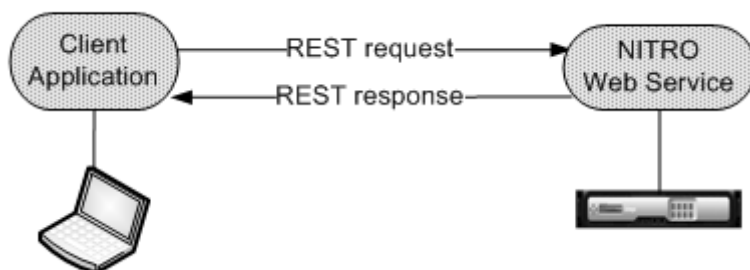 Client
Application
REST request
REST response
NITRO
Web Service